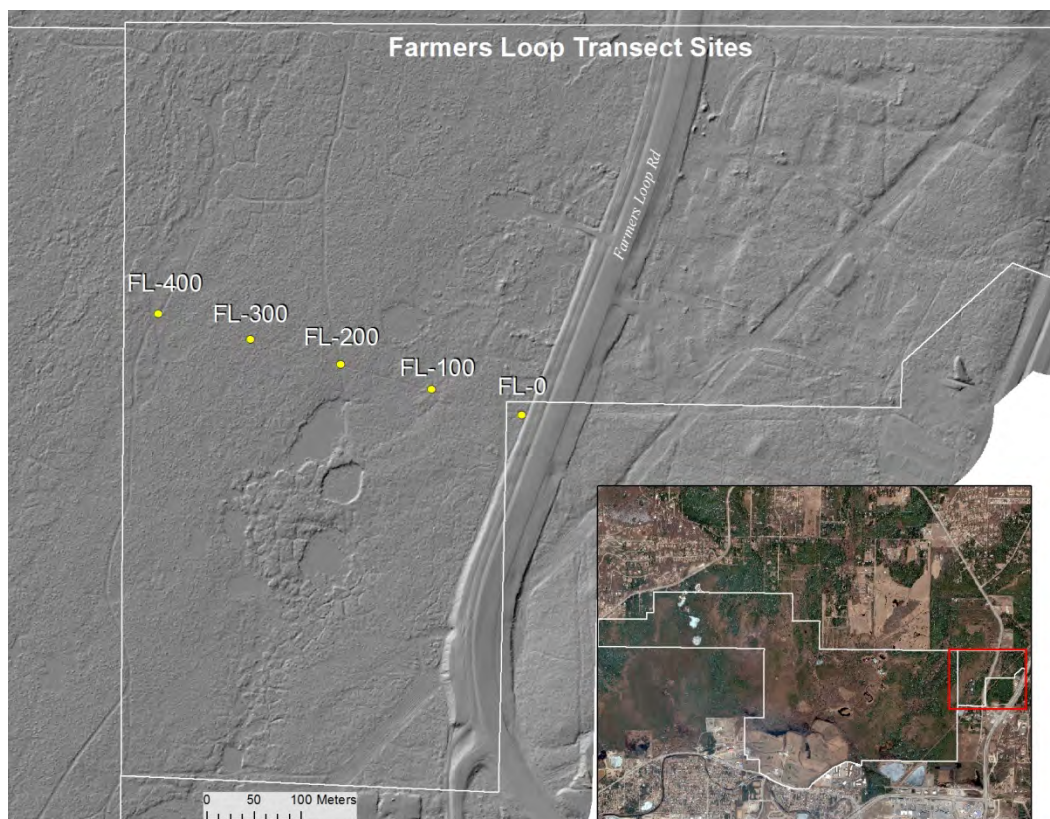 Farmers Loop Transect Sites
Farmers Loop Rd
FL-400
FL-300
FL-200
FL-100
FL-0
0 50 100 Meters